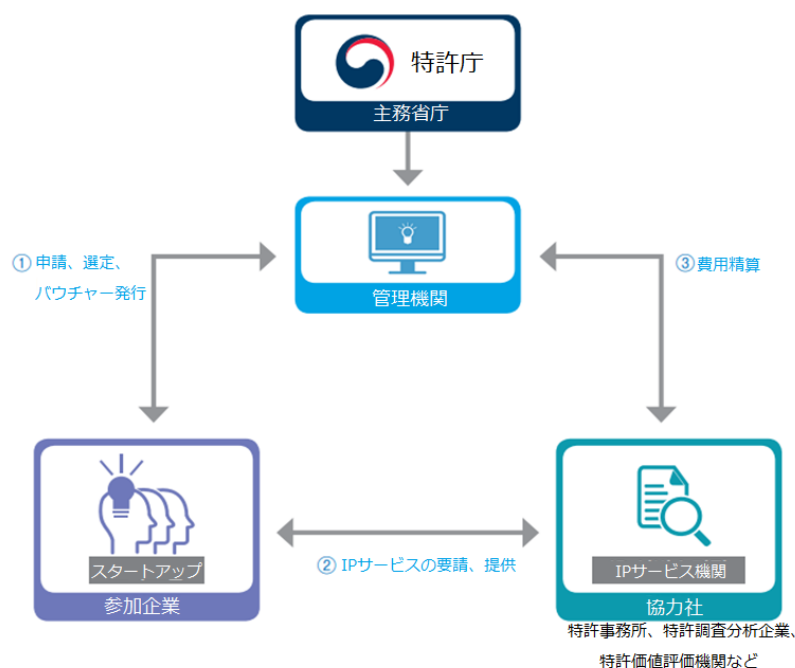 特許庁
主務省庁
① 申請、選定、
バウチャー発行
③ 費用精算
管理機関
スタートアップ
参加企業
② IPサービスの要請、提供
IPサービス機関
協力社
特許事務所、特許調査分析企業、
特許価値評価機関など